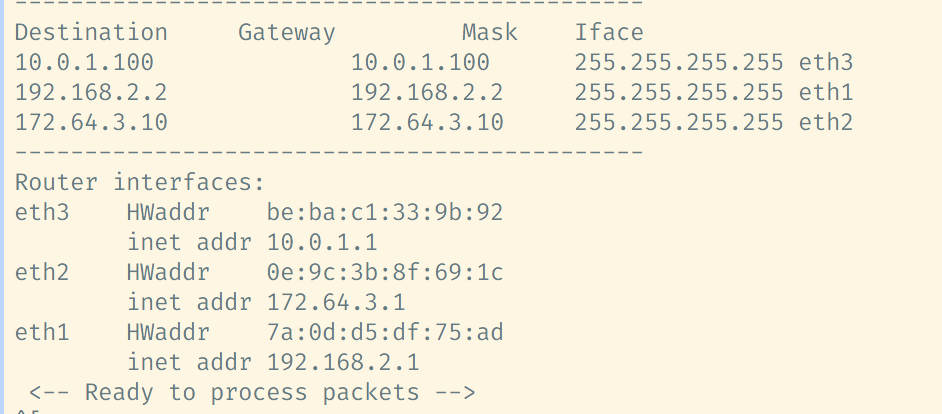 ---------------------------------------------
Destination     Gateway         Mask    Iface
10.0.1.100              10.0.1.100      255.255.255.255 eth3
192.168.2.2             192.168.2.2     255.255.255.255 eth1
172.64.3.10             172.64.3.10     255.255.255.255 eth2
---------------------------------------------
Router interfaces:
eth3    HWaddr    be:ba:c1:33:9b:92
        inet addr 10.0.1.1
eth2    HWaddr    0e:9c:3b:8f:69:1c
        inet addr 172.64.3.1
eth1    HWaddr    7a:0d:d5:df:75:ad
        inet addr 192.168.2.1
 <-- Ready to process packets -->